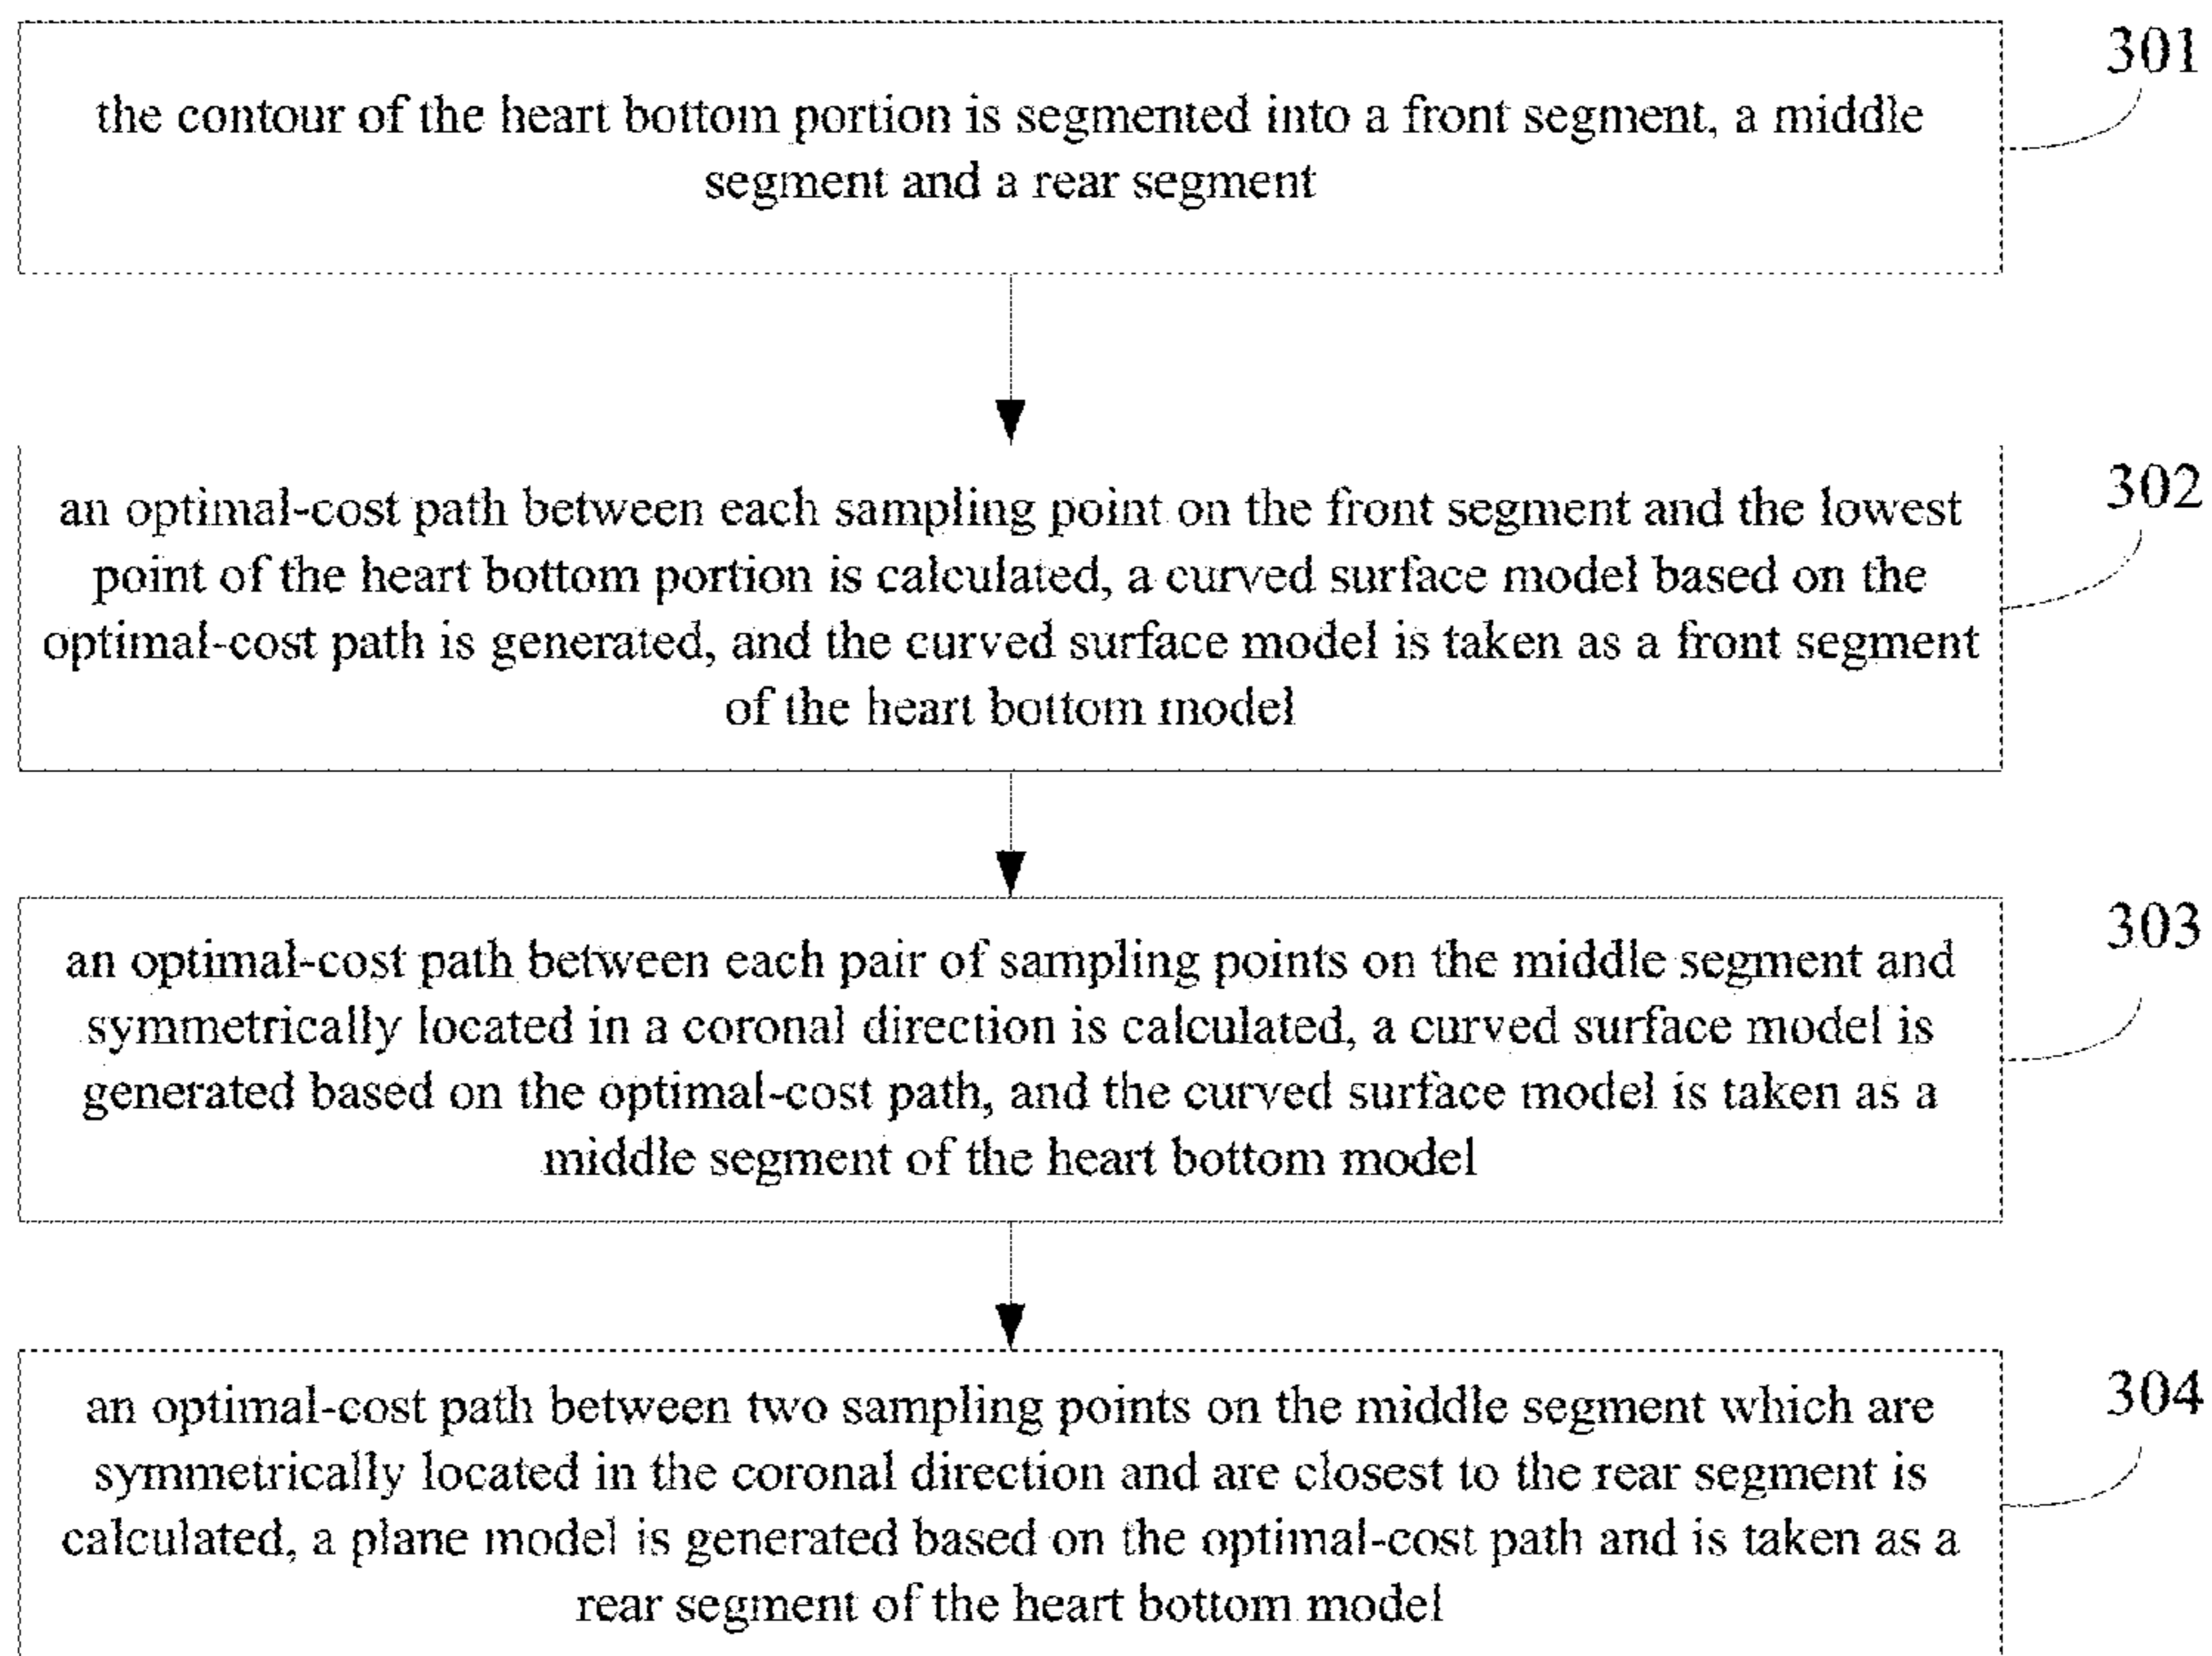 301
the contour of the heart bottom portion is segmented into a front segment, a middle
segment and a rear segment
302
an optimal-cost path between each sampling point on the front segment and the lowest
point of the heart bottom portion is calculated, a curved surface model based on the
optimal-cost path is generated, and the curved surface model is taken as a front segment
of the heart bottom model
303
an optimal-cost path between each pair of sampling points on the middle segment and
symmetrically located in a coronal direction is calculated, a curved surface model is
generated based on the optimal-cost path, and the curved surface model is taken as a
middle segment of the heart bottom model
304
an optimal-cost path between two sampling points on the middle segment which are
symmetrically located in the coronal direction and are closest to the rear segment is
calculated, a plane model is generated based on the optimal-cost path and is taken as a
rear segment of the heart bottom model